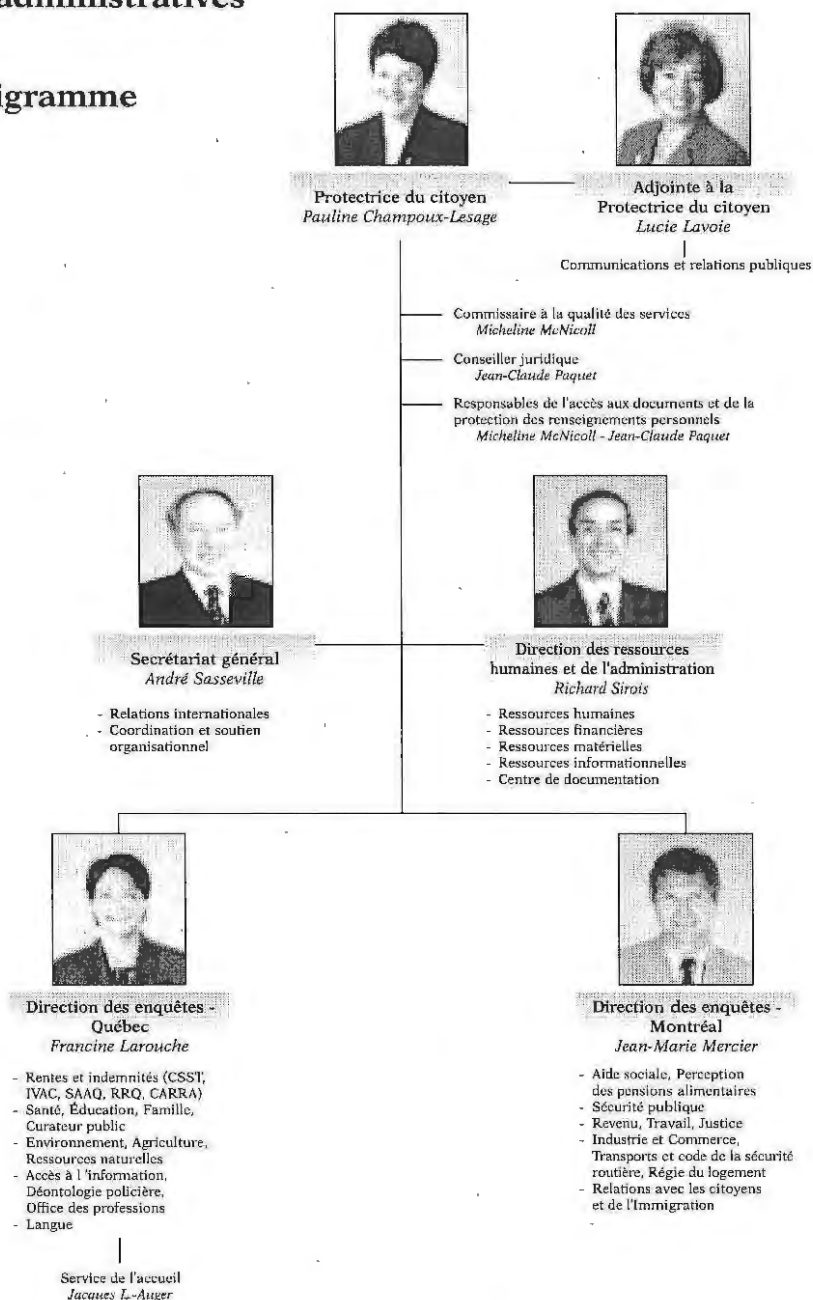 administratives
igramme
Protectrice du citoyen
Pauline Champoux-Lesage
Adjointe à la
Protectrice du citoyen
Lucie Lavoie
Communications et relations publiques
Commissaire à la qualité des services
Micheline McNicoll
Conseiller juridique
Jean-Claude Paquet
Responsables de l'accès aux documents et de la
protection des renseignements personnels
Micheline McNicoll - Jean-Claude Paquet
Secrétariat général
André Sasseville
- Relations internationales
- Coordination et soutien
organisationnel
Direction des ressources
humaines et de l'administration
Richard Sirois
- Ressources humaines
- Ressources financières
- Ressources matérielles
- Ressources informationnelles
- Centre de documentation
Direction des enquêtes -
Québec
Francine Larouche
- Rentes et indemnités (CSST,
IVAC, SAAQ, RRQ, CARRA)
- Santé, Éducation, Famille,
Curateur public
- Environnement, Agriculture,
Ressources naturelles
- Accès à l'information,
Déontologie policière,
Office des professions
- Langue
Service de l'accueil
Jacques L.-Auger
Direction des enquêtes -
Montréal
Jean-Marie Mercier
- Aide sociale, Perception
des pensions alimentaires
- Sécurité publique
- Revenu, Travail, Justice
- Industrie et Commerce,
Transports et code de la sécurité
routière, Régie du logement
- Relations avec les citoyens
et de l'Immigration